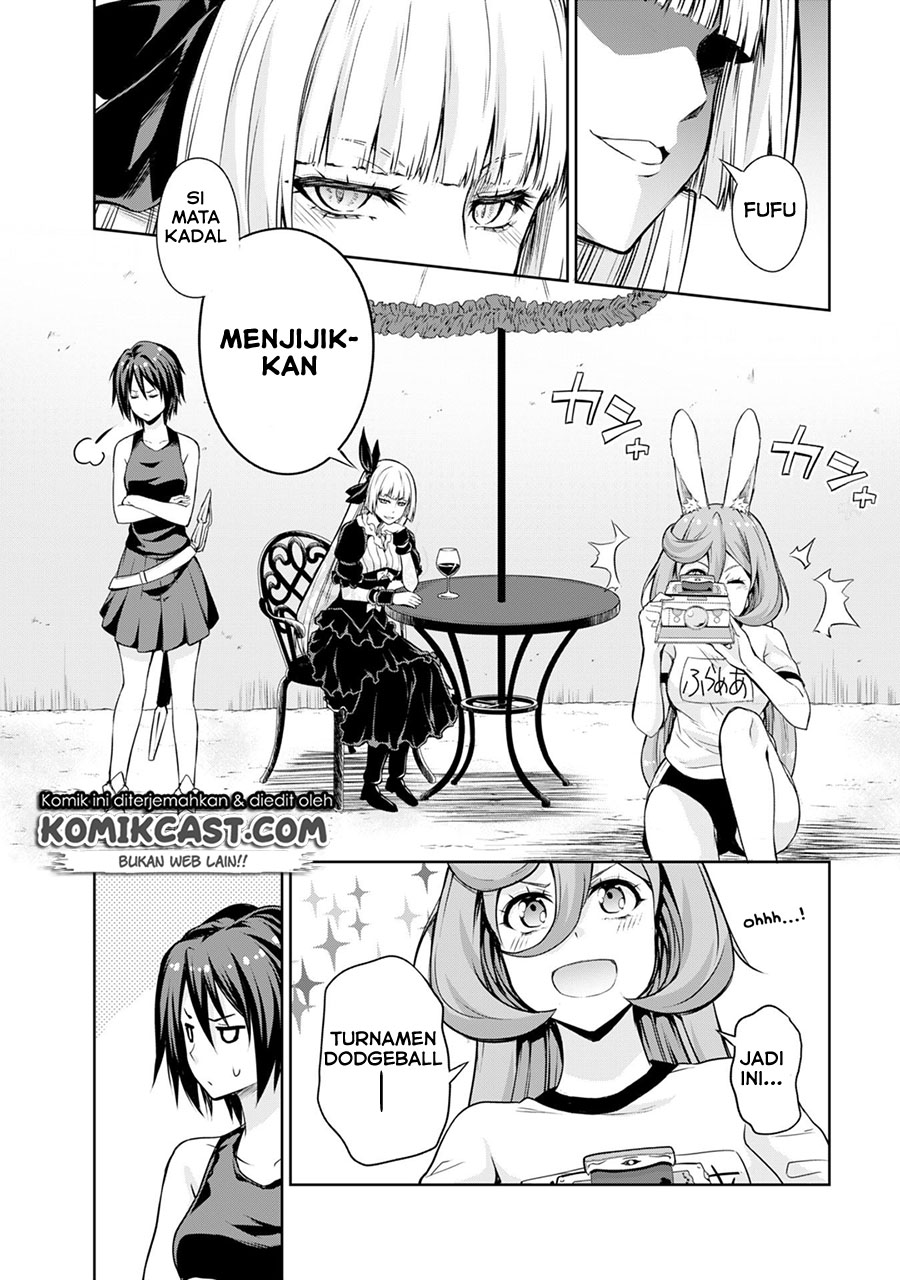 FUFU
SI
MATA
KADAL
MENJIJIK-
KAN
カシャ
カシャ
ふらめあ
Komik ini diterjemahkan & diedit oleh
KOMIKCAST.COM
BUKAN WEB LAIN!!
ohhh...!
JADI
INI...
TURNAMEN
DODGEBALL